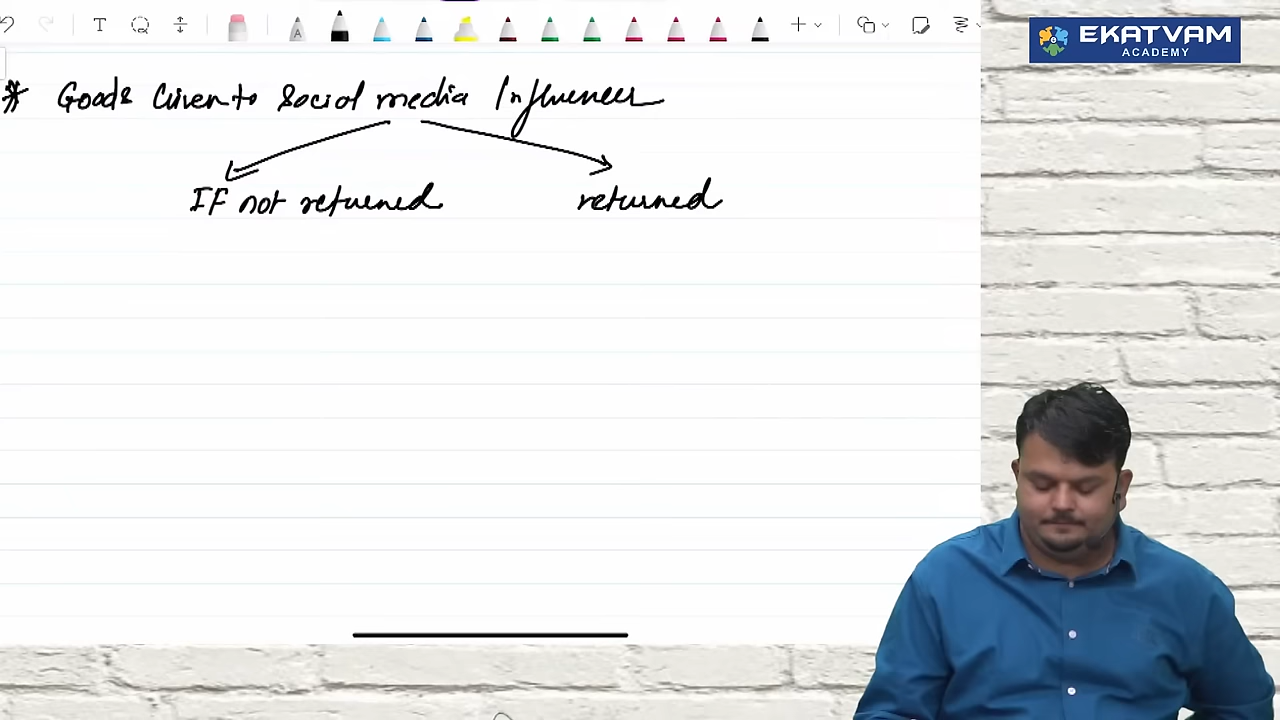 EKATVAM
ACADEMY
* Goods Given to Social media Influencer
IF not returned
returned